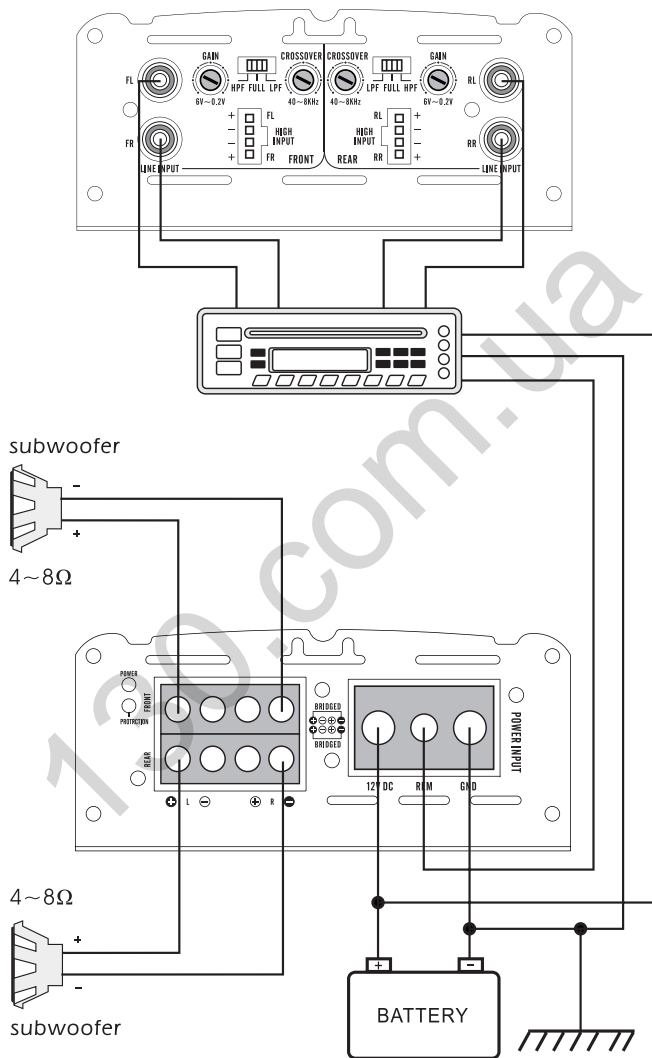 GAIN CROSSOVER CROSSOVER GAIN
FL RL
HPF FULL LPF LPF FULL HPF
6V~0.2V 40~8KHz 40~8KHz 6V~0.2V
+ FL RL +
- -
HIGH INPUT HIGH INPUT
- -
+ FR RR +
FR RR
LINE INPUT FRONT REAR LINE INPUT
subwoofer
-
+
4~8Ω
POWER
PROTRCTION
FRONT
REAR
BRIDGED
+ - + -
+ - + -
BRIDGED
POWER INPUT
12V DC REM GND
+ L - + R -
4~8Ω
+
-
subwoofer
+ -
BATTERY
130.com.ua